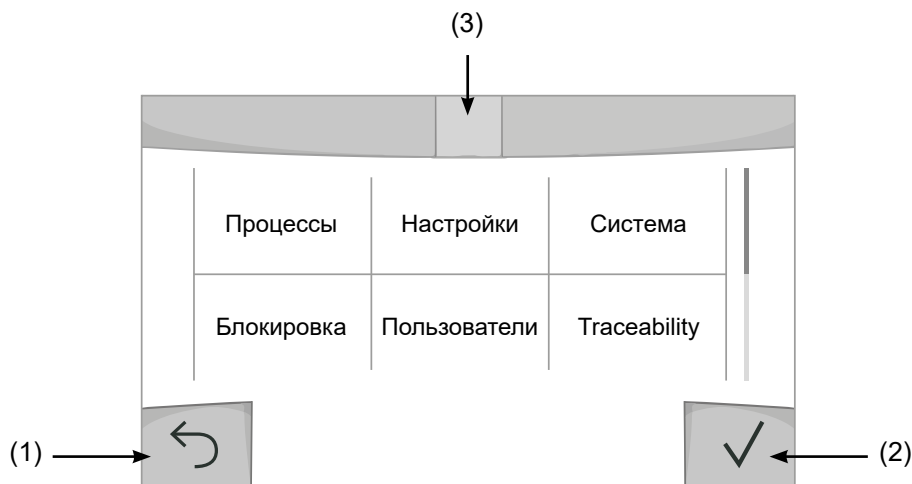 (3)
Процессы Настройки Система
Блокировка Пользователи Traceability
(1) (2)